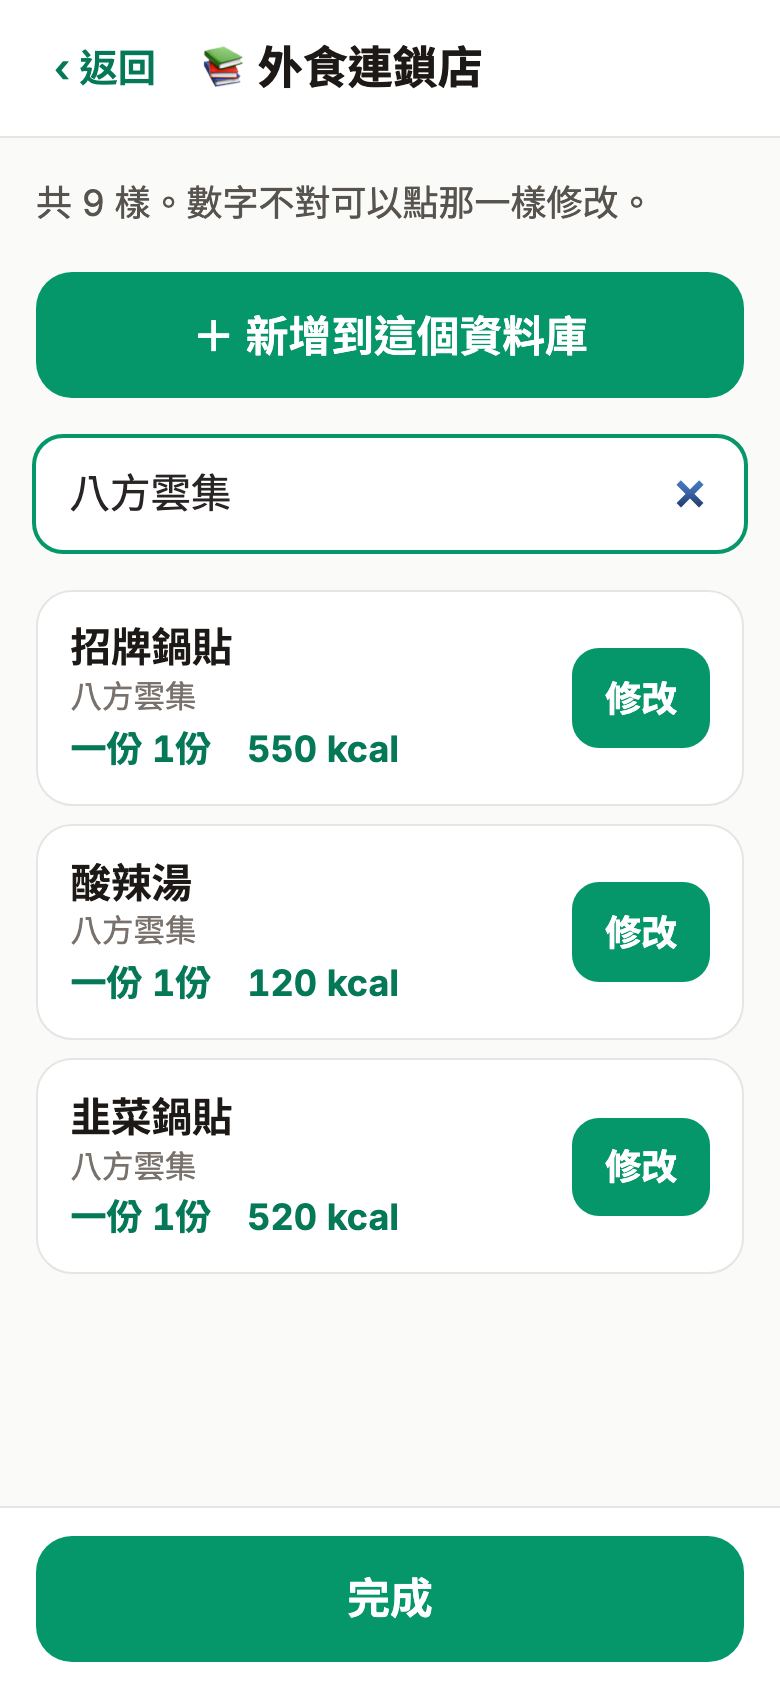 ‹ 返回 外食連鎖店
共 9 樣。數字不對可以點那一樣修改。
＋ 新增到這個資料庫
八方雲集
招牌鍋貼
八方雲集
一份 1份 550 kcal
修改
酸辣湯
八方雲集
一份 1份 120 kcal
修改
韭菜鍋貼
八方雲集
一份 1份 520 kcal
修改
完成